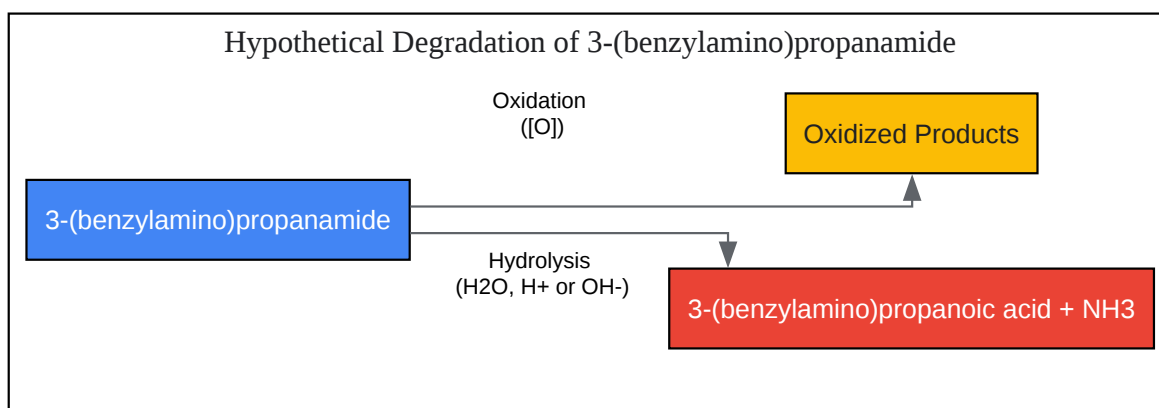 Hypothetical Degradation of 3-(benzylamino)propanamide
Oxidation
([O])
Oxidized Products
3-(benzylamino)propanamide
Hydrolysis
(H2O, H+ or OH-)
3-(benzylamino)propanoic acid + NH3